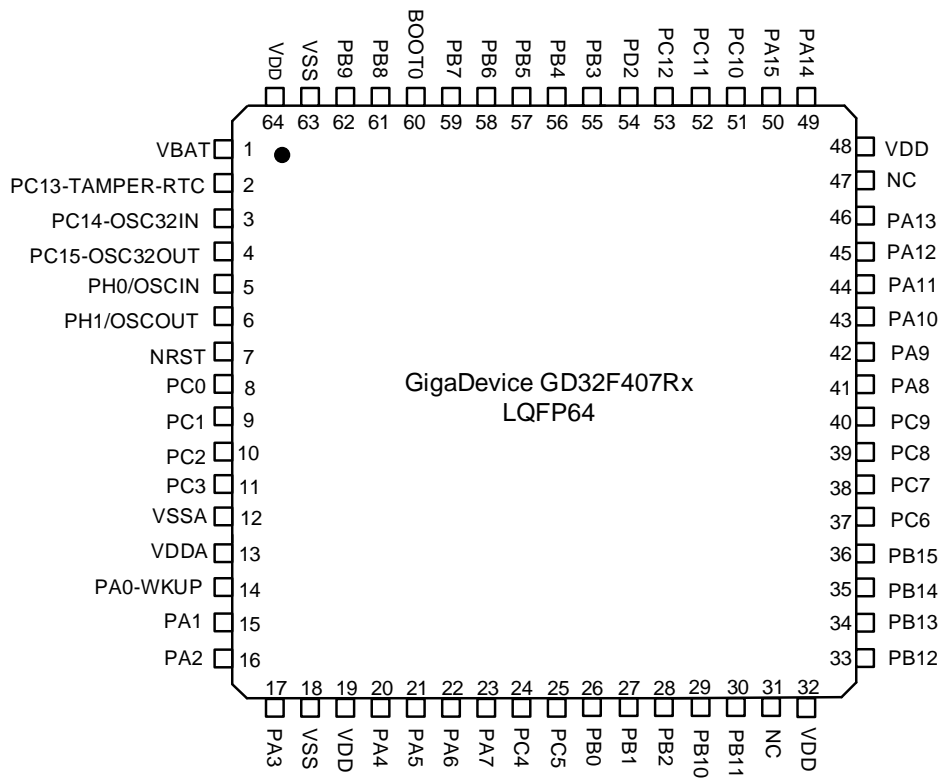 VDD VSS PB9 PB8 BOOT0 PB7 PB6 PB5 PB4 PB3 PD2 PC12 PC11 PC10 PA15 PA14
64 63 62 61 60 59 58 57 56 55 54 53 52 51 50 49
VBAT 1
48 VDD
PC13-TAMPER-RTC 2
47 NC
PC14-OSC32IN 3
46 PA13
PC15-OSC32OUT 4
45 PA12
PH0/OSCIN 5
44 PA11
PH1/OSCOUT 6
43 PA10
NRST 7
42 PA9
PC0 8
41 PA8
GigaDevice GD32F407Rx
LQFP64
PC1 9
40 PC9
PC2 10
39 PC8
PC3 11
38 PC7
VSSA 12
37 PC6
VDDA 13
36 PB15
PA0-WKUP 14
35 PB14
PA1 15
34 PB13
PA2 16
33 PB12
17 18 19 20 21 22 23 24 25 26 27 28 29 30 31 32
PA3 VSS VDD PA4 PA5 PA6 PA7 PC4 PC5 PB0 PB1 PB2 PB10 PB11 NC VDD